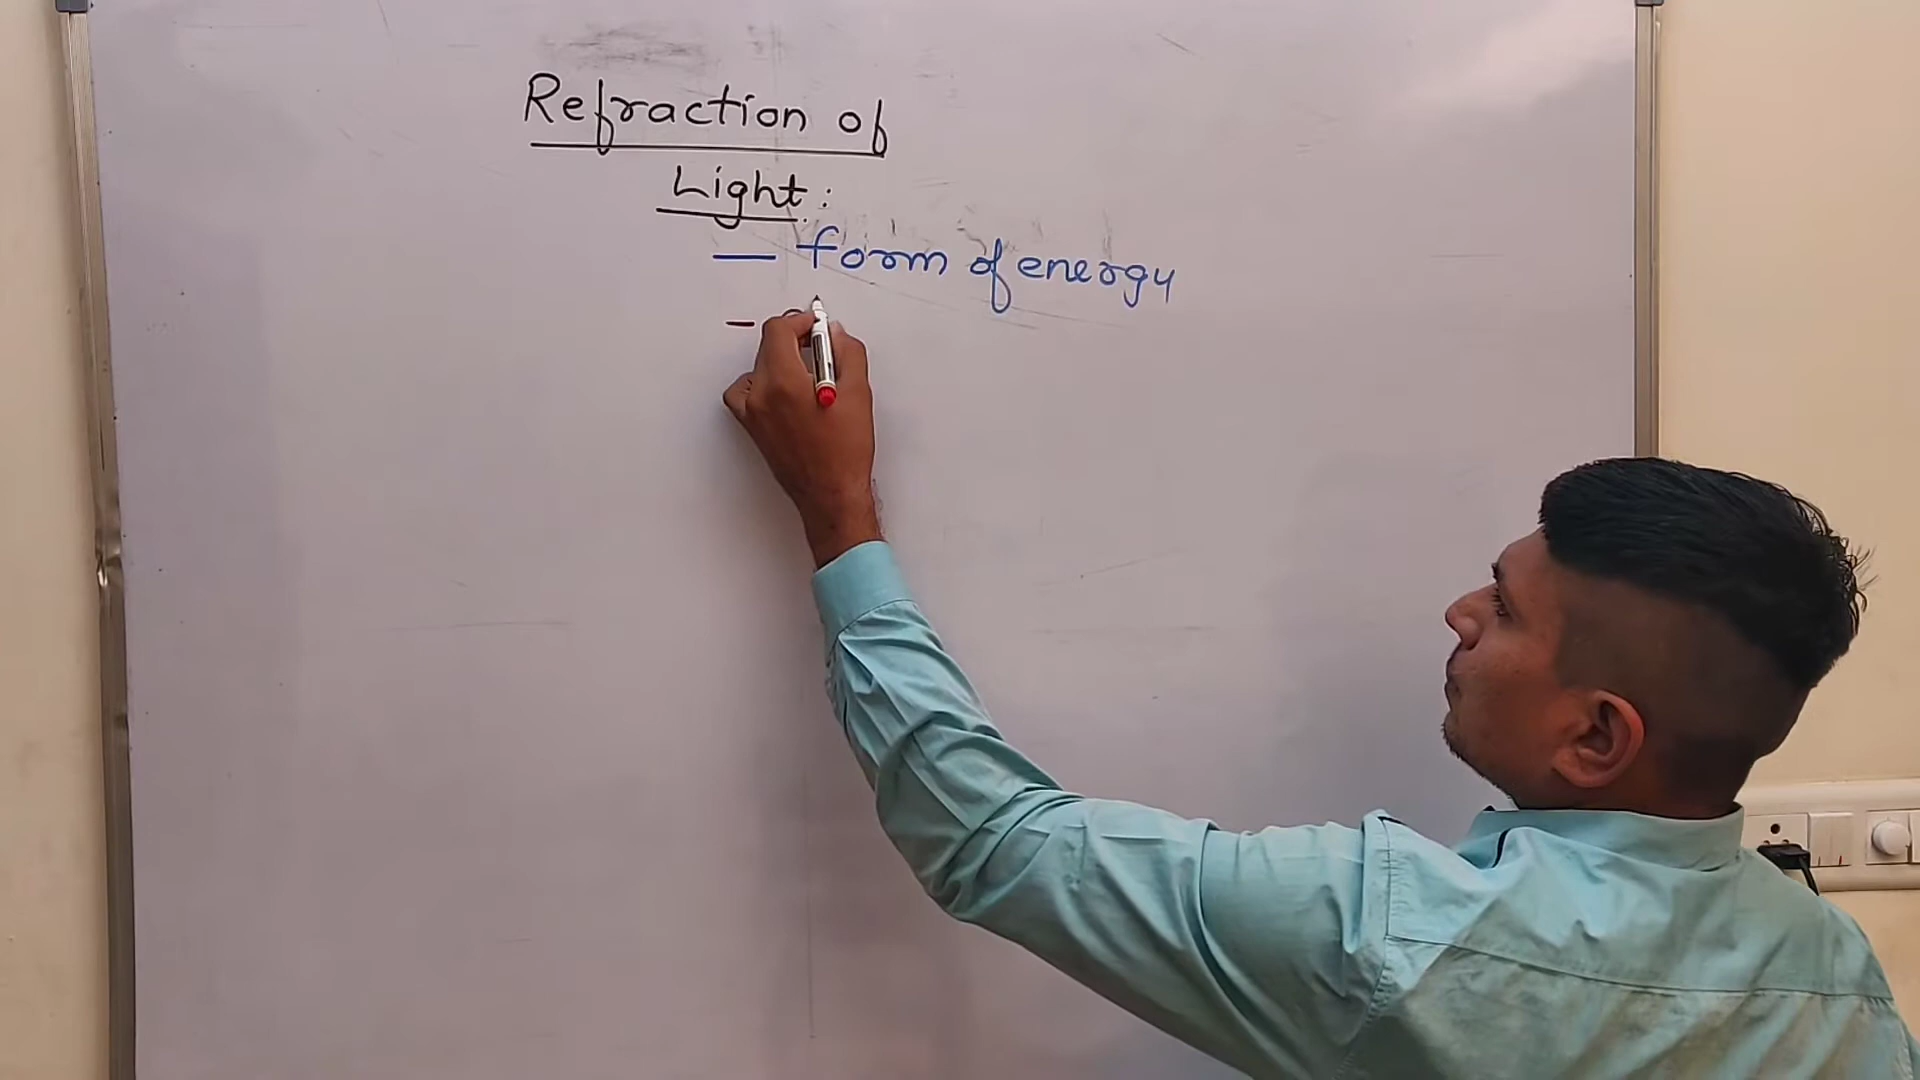 Refraction of
Light:
— form of energy
-